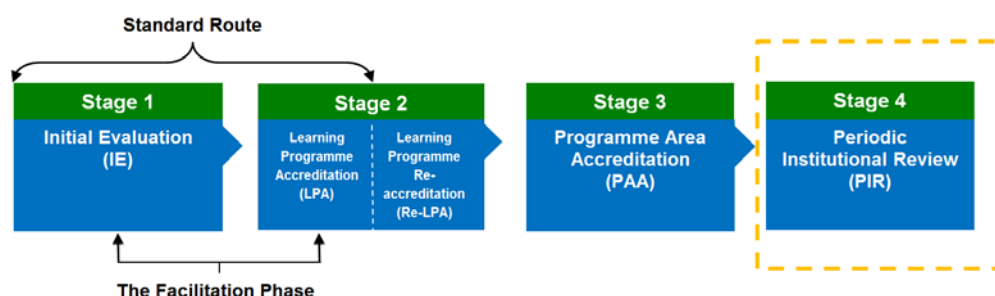 Standard Route
Stage 1
Initial Evaluation
(IE)
Stage 2
Learning
Programme
Accreditation
(LPA)
Learning
Programme
Re-
accreditation
(Re-LPA)
Stage 3
Programme Area
Accreditation
(PAA)
Stage 4
Periodic
Institutional Review
(PIR)
The Facilitation Phase